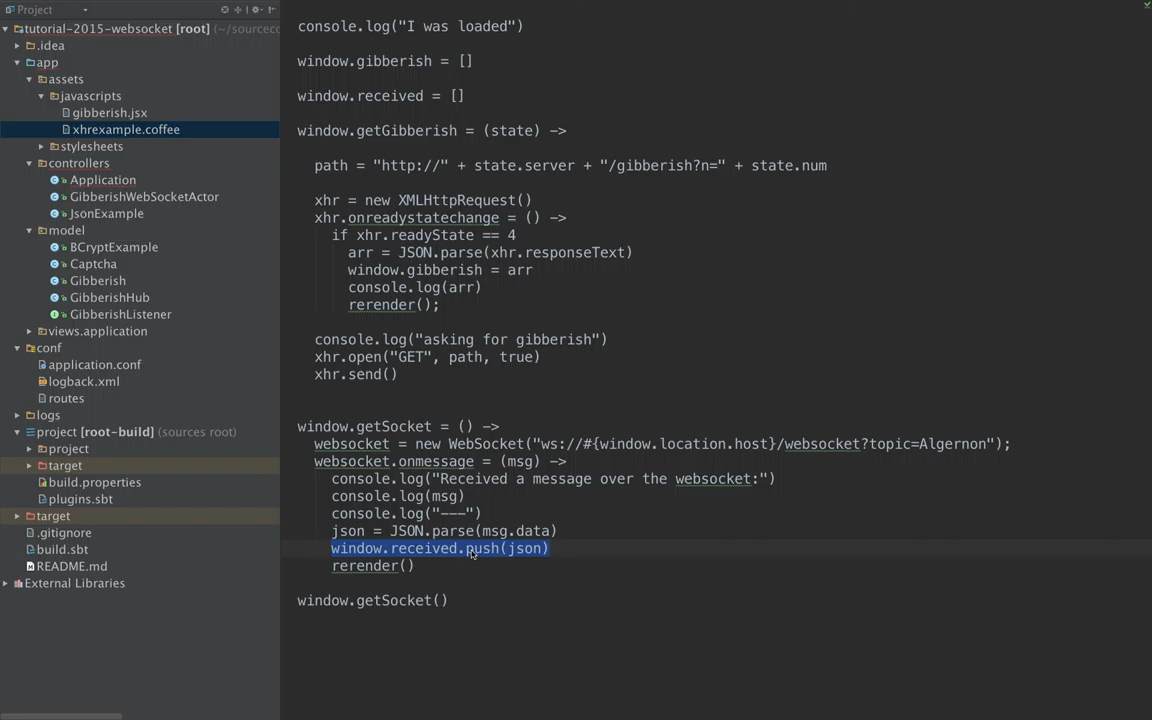 Project
tutorial-2015-websocket [root] (~/sourcecc
.idea
app
assets
javascripts
gibberish.jsx
xhrexample.coffee
stylesheets
controllers
Application
GibberishWebSocketActor
JsonExample
model
BCryptExample
Captcha
Gibberish
GibberishHub
GibberishListener
views.application
conf
application.conf
logback.xml
routes
logs
project [root-build] (sources root)
project
target
build.properties
plugins.sbt
target
.gitignore
build.sbt
README.md
External Libraries
console.log("I was loaded")
window.gibberish = []
window.received = []
window.getGibberish = (state) ->
path = "http://" + state.server + "/gibberish?n=" + state.num
xhr = new XMLHttpRequest()
xhr.onreadystatechange = () ->
if xhr.readyState == 4
arr = JSON.parse(xhr.responseText)
window.gibberish = arr
console.log(arr)
rerender();
console.log("asking for gibberish")
xhr.open("GET", path, true)
xhr.send()
window.getSocket = () ->
websocket = new WebSocket("ws://#{window.location.host}/websocket?topic=Algernon");
websocket.onmessage = (msg) ->
console.log("Received a message over the websocket:")
console.log(msg)
console.log("---")
json = JSON.parse(msg.data)
window.received.push(json)
rerender()
window.getSocket()